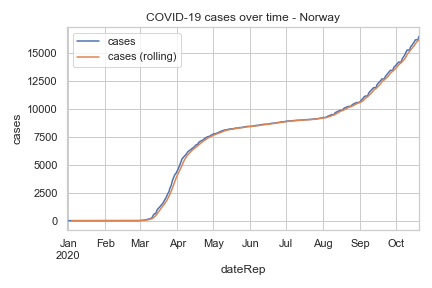 COVID-19 cases over time - Norway
cases
cases (rolling)
cases
15000
12500
10000
7500
5000
2500
0
Jan Feb Mar Apr May Jun Jul Aug Sep Oct
2020
dateRep